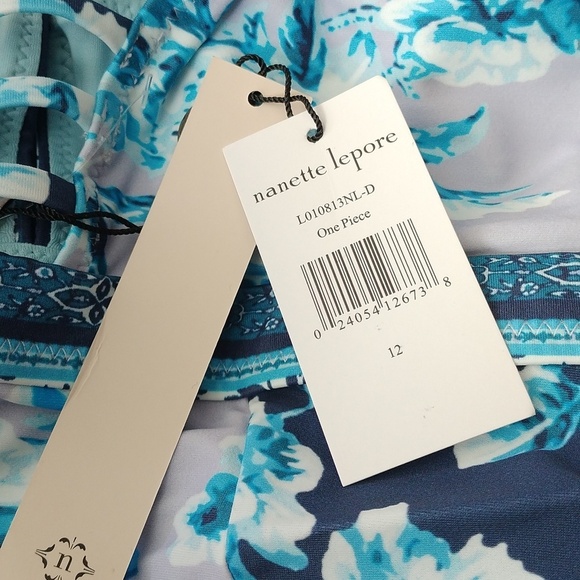 nanette lepore
L010813NL-D
One Piece
0 24054 12673 8
12
n